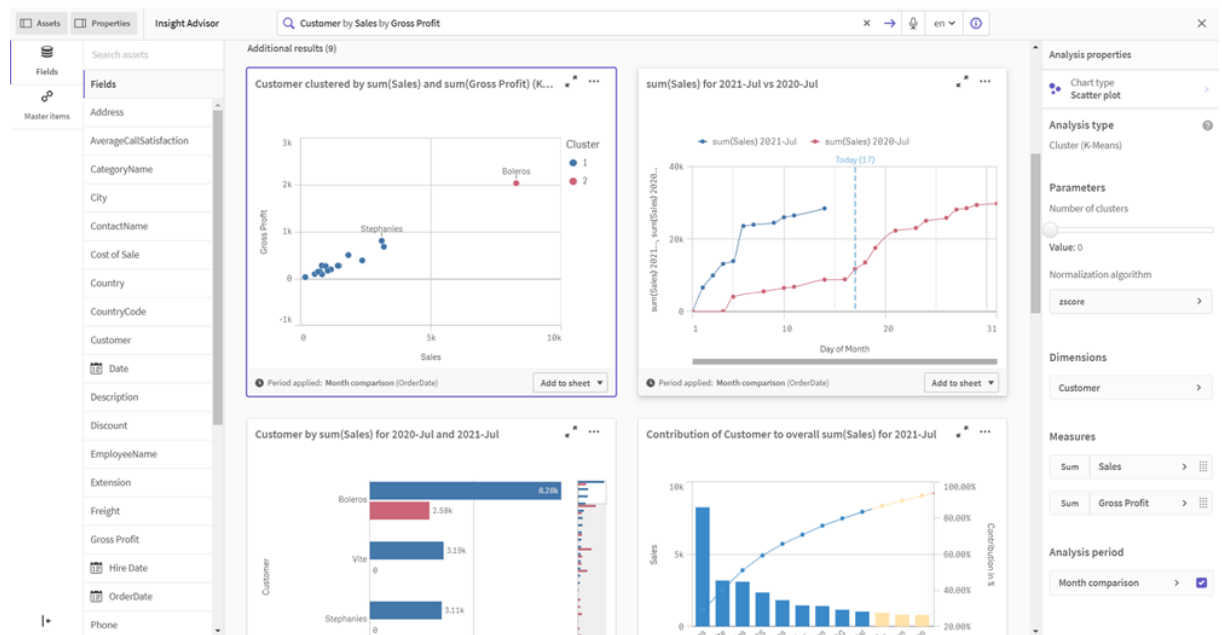 Assets Properties Insight Advisor Customer by Sales by Gross Profit en
Fields
Master items
Search assets
Fields
Address
AverageCallSatisfaction
CategoryName
City
ContactName
Cost of Sale
Country
CountryCode
Customer
Date
Description
Discount
EmployeeName
Extension
Freight
Gross Profit
Hire Date
OrderDate
Phone
Additional results (9)
Customer clustered by sum(Sales) and sum(Gross Profit) (K...
3k
2k
1k
0
-1k
Gross Profit
Boleros
Stephanies
Cluster
1
2
0 5k 10k
Sales
Period applied: Month comparison (OrderDate) Add to sheet
sum(Sales) for 2021-Jul vs 2020-Jul
sum(Sales) 2021-Jul sum(Sales) 2020-Jul
Today (17)
40k
20k
0
sum(Sales) 2021..., sum(Sales) 2020...
1 10 20 31
Day of Month
Period applied: Month comparison (OrderDate) Add to sheet
Customer by sum(Sales) for 2020-Jul and 2021-Jul
Customer
Boleros 8.28k
2.58k
Vite 3.19k
0
Stephanies 3.11k
0
Contribution of Customer to overall sum(Sales) for 2021-Jul
10k
5k
0
Sales
100.00%
80.00%
60.00%
40.00%
20.00%
Contribution in %
Analysis properties
Chart type
Scatter plot
Analysis type
Cluster (K-Means)
Parameters
Number of clusters
Value: 0
Normalization algorithm
zscore
Dimensions
Customer
Measures
Sum Sales
Sum Gross Profit
Analysis period
Month comparison